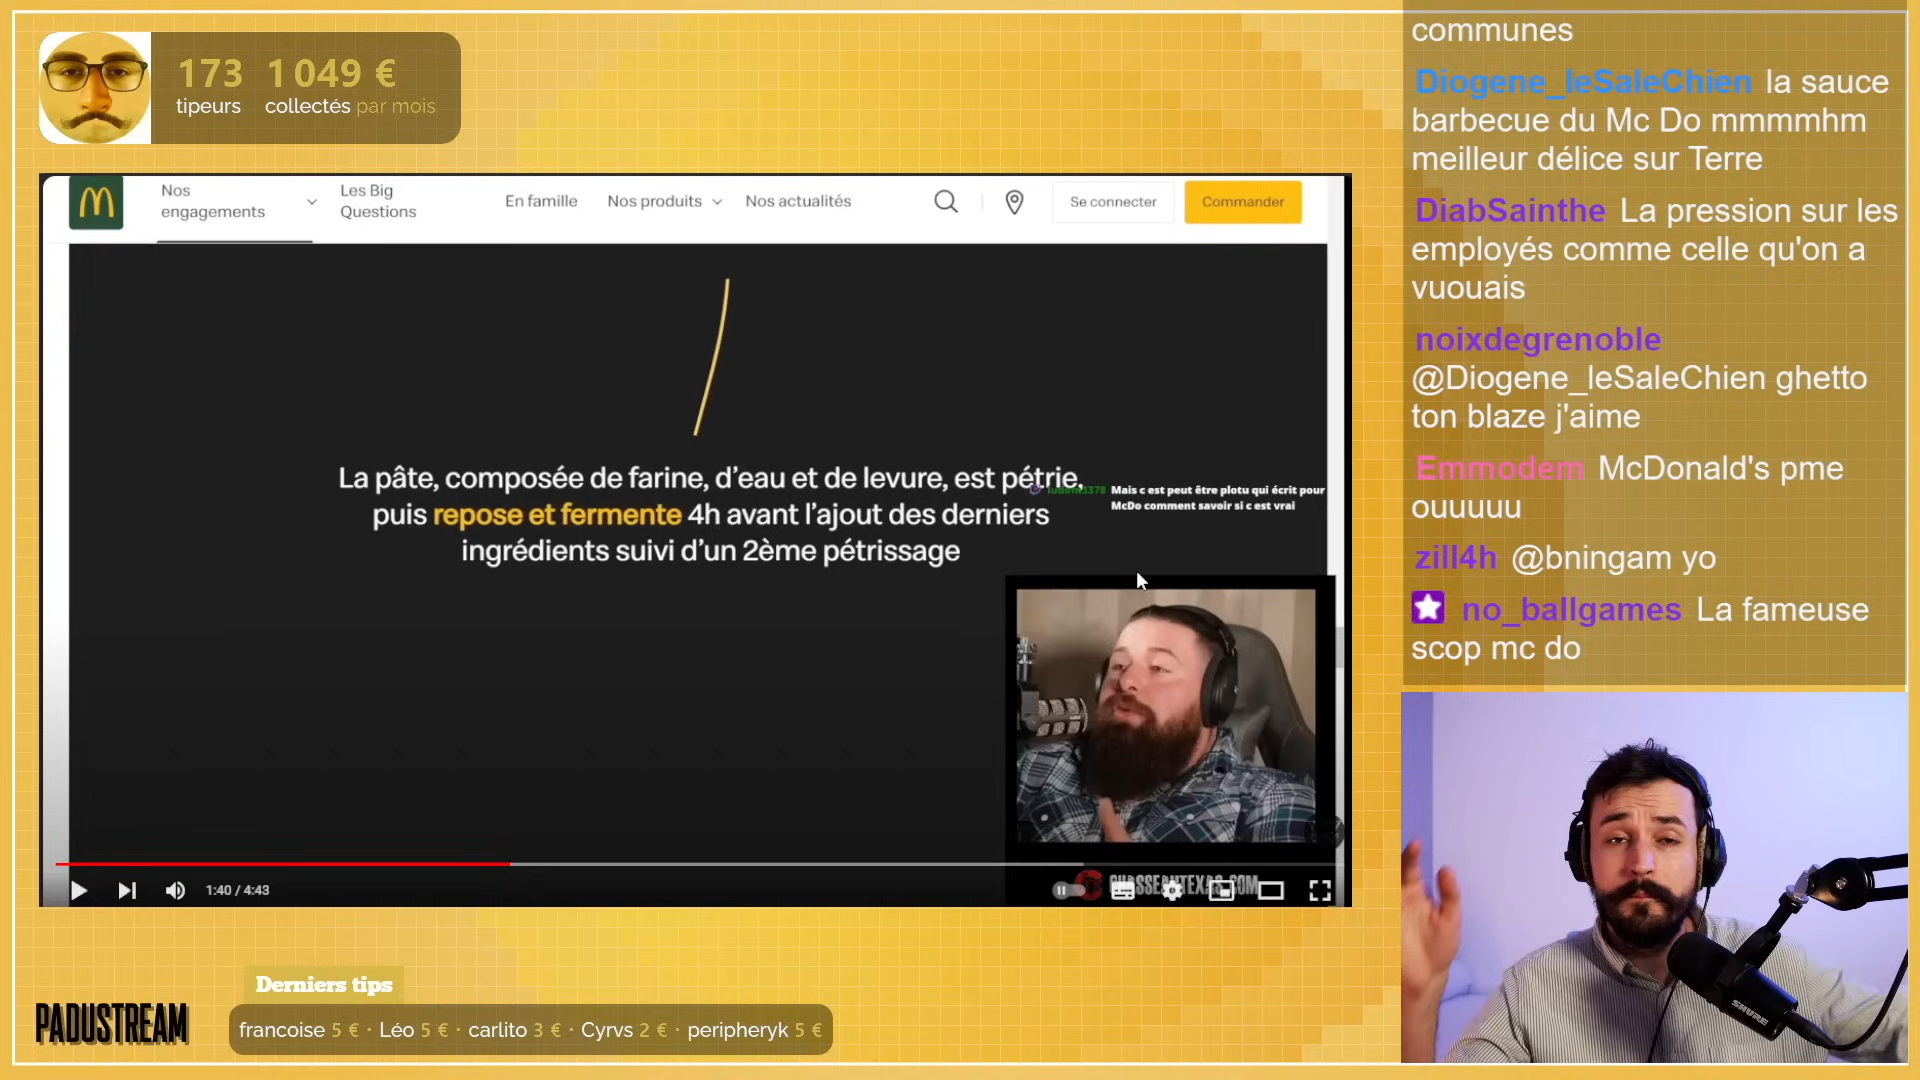 173 1 049 €
tipeurs collectés par mois
Nos
engagements
Les Big
Questions
En famille
Nos produits
Nos actualités
Se connecter
Commander
La pâte, composée de farine, d'eau et de levure, est pétrie,
puis repose et fermente 4h avant l'ajout des derniers
ingrédients suivi d'un 2ème pétrissage
Mais c est peut être plotu qui écrit pour
McDo comment savoir si c est vrai
1:40 / 4:43
CHASSEAUTEXAS.COM
Derniers tips
PADUSTREAM
francoise 5 € · Léo 5 € · carlito 3 € · Cyrvs 2 € · peripheryk 5 €
communes
Diogene_leSaleChien la sauce
barbecue du Mc Do mmmmhm
meilleur délice sur Terre
DiabSainthe La pression sur les
employés comme celle qu'on a
vuouais
noixdegrenoble
@Diogene_leSaleChien ghetto
ton blaze j'aime
Emmodem McDonald's pme
ouuuuu
zill4h @bningam yo
no_ballgames La fameuse
scop mc do
SHURE